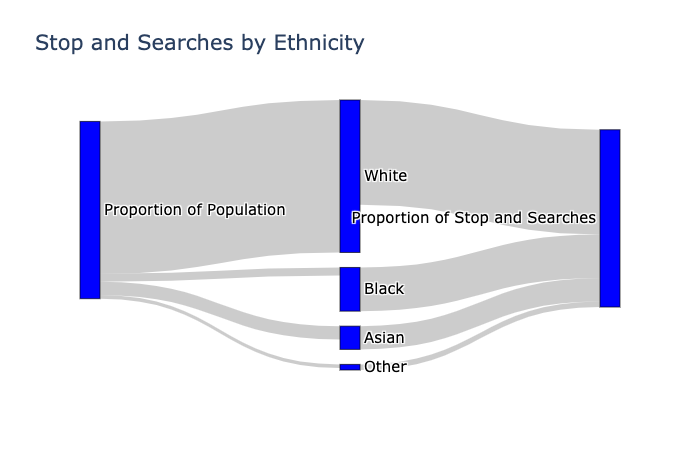 Stop and Searches by Ethnicity
White
Proportion of Population
Proportion of Stop and Searches
Black
Asian
Other